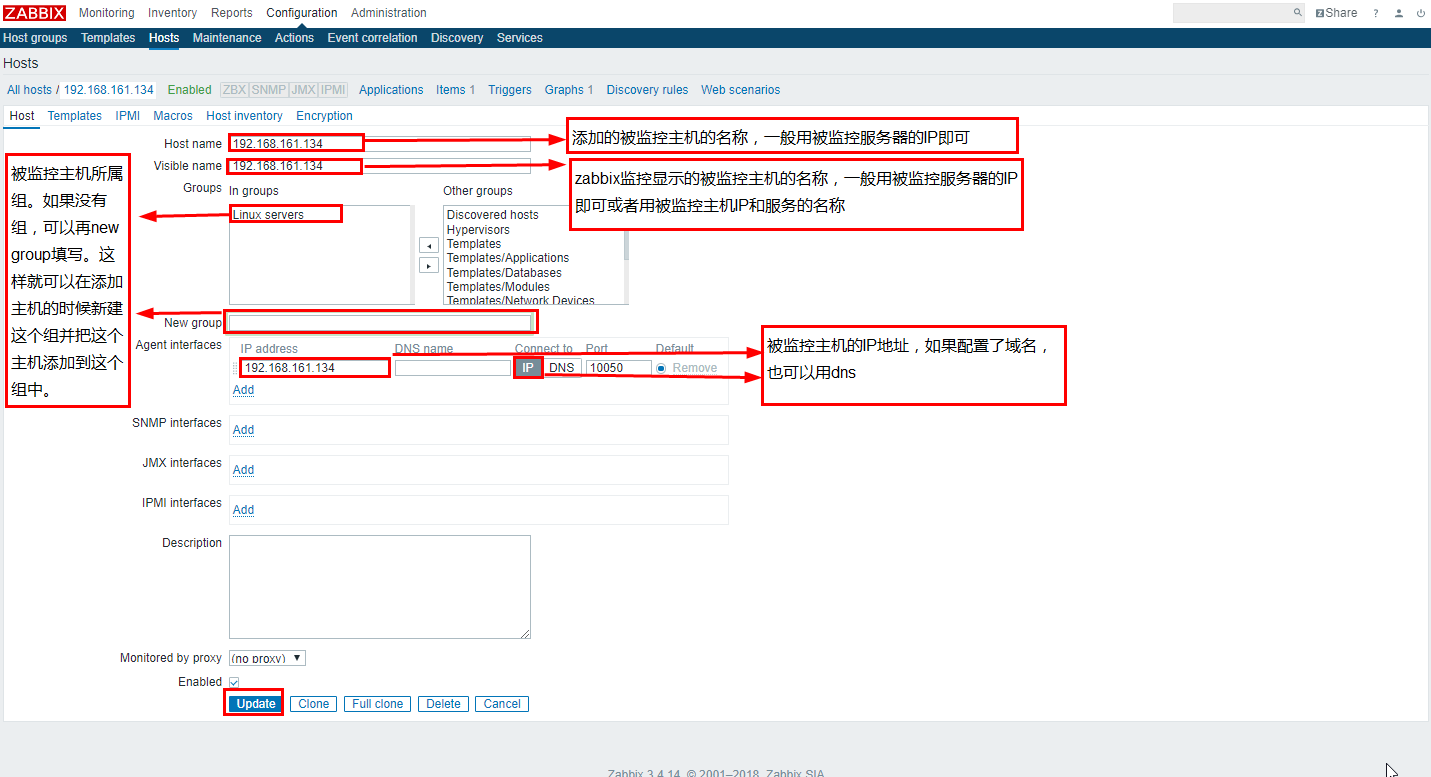 ZABBIX Monitoring Inventory Reports Configuration Administration Share ?
Host groups Templates Hosts Maintenance Actions Event correlation Discovery Services
Hosts
All hosts / 192.168.161.134 Enabled ZBX SNMP JMX IPMI Applications Items 1 Triggers Graphs 1 Discovery rules Web scenarios
Host Templates IPMI Macros Host inventory Encryption
Host name 192.168.161.134
添加的被监控主机的名称，一般用被监控服务器的IP即可
Visible name 192.168.161.134
zabbix监控显示的被监控主机的名称，一般用被监控服务器的IP
即可或者用被监控主机IP和服务的名称
被监控主机所属
组。如果没有
组，可以再new
group填写。这
样就可以在添加
主机的时候新建
这个组并把这个
主机添加到这个
组中。
Groups In groups Other groups
Linux servers
Discovered hosts
Hypervisors
Templates
Templates/Applications
Templates/Databases
Templates/Modules
Templates/Network Devices
New group
Agent interfaces IP address DNS name Connect to Port Default
192.168.161.134 IP DNS 10050 Remove
Add
被监控主机的IP地址，如果配置了域名，
也可以用dns
SNMP interfaces Add
JMX interfaces Add
IPMI interfaces Add
Description
Monitored by proxy (no proxy)
Enabled
Update Clone Full clone Delete Cancel
Zabbix 3.4.14. © 2001–2018, Zabbix SIA